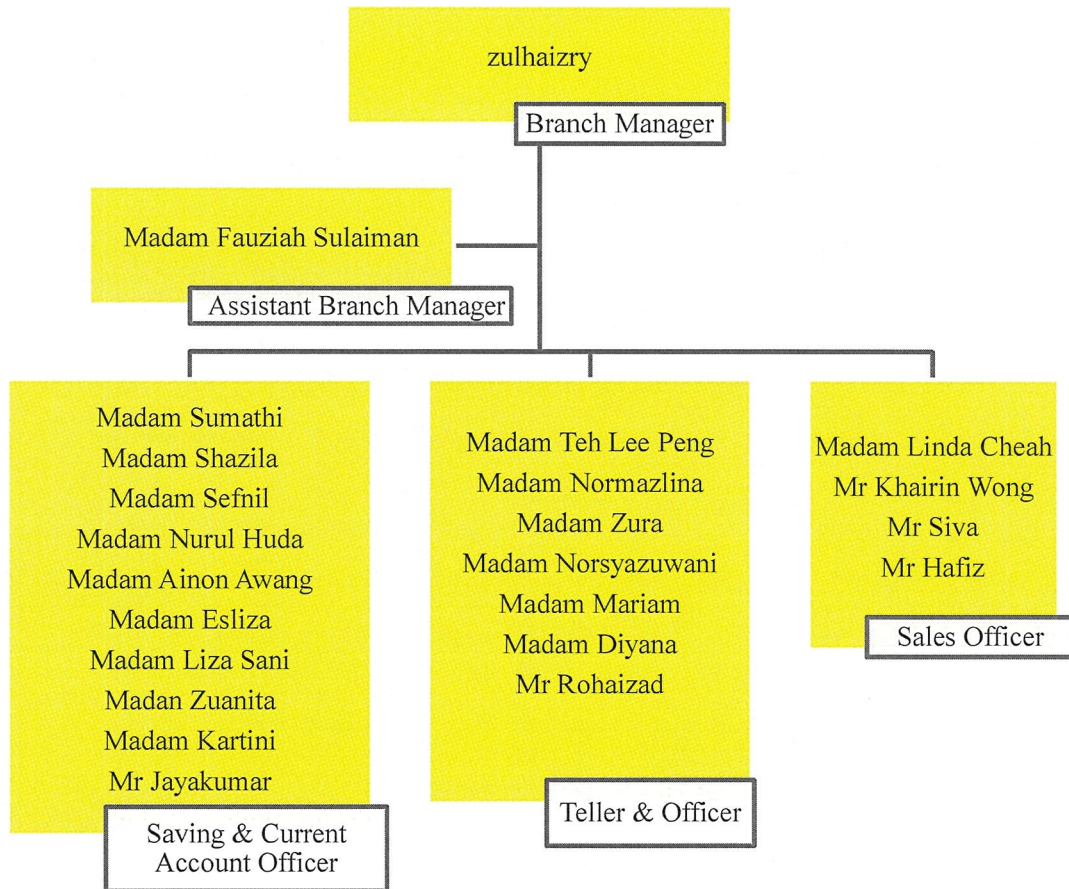 zulhaizry
Branch Manager
Madam Fauziah Sulaiman
Assistant Branch Manager
Madam Sumathi
Madam Shazila
Madam Sefnil
Madam Nurul Huda
Madam Ainon Awang
Madam Esliza
Madam Liza Sani
Madan Zuanita
Madam Kartini
Mr Jayakumar
Saving & Current
Account Officer
Madam Teh Lee Peng
Madam Normazlina
Madam Zura
Madam Norsyazuwani
Madam Mariam
Madam Diyana
Mr Rohaizad
Teller & Officer
Madam Linda Cheah
Mr Khairin Wong
Mr Siva
Mr Hafiz
Sales Officer